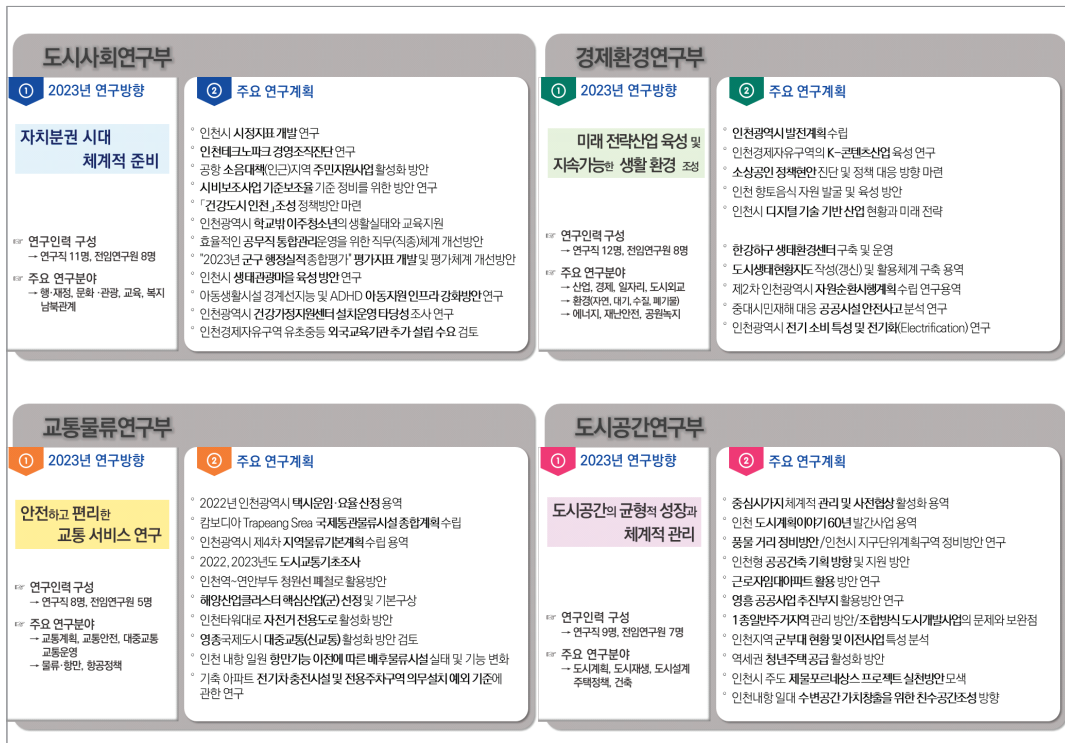 도시사회연구부
① 2023년 연구방향
자치분권 시대
체계적 준비
☞ 연구인력 구성
→ 연구직 11명, 전임연구원 8명
☞ 주요 연구분야
→ 행·재정, 문화·관광, 교육, 복지
남북관계
② 주요 연구계획
° 인천시 시정지표 개발 연구
° 인천테크노파크 경영조직진단 연구
° 공항 소음대책(인근)지역 주민지원사업 활성화 방안
° 시비보조사업 기준보조율 기준 정비를 위한 방안 연구
° 「건강도시 인천」조성 정책방안 마련
° 인천광역시 학교밖 이주청소년의 생활실태와 교육지원
° 효율적인 공무직 통합관리운영을 위한 직무(직종)체계 개선방안
° "2023년 군구 행정실적 종합평가" 평가지표 개발 및 평가체계 개선방안
° 인천시 생태관광마을 육성 방안 연구
° 아동생활시설 경계선지능 및 ADHD 아동지원 인프라 강화방안 연구
° 인천광역시 건강가정지원센터 설치운영 타당성 조사 연구
° 인천경제자유구역 유초중등 외국교육기관 추가 설립 수요 검토
경제환경연구부
① 2023년 연구방향
미래 전략산업 육성 및
지속가능한 생활 환경 조성
☞ 연구인력 구성
→ 연구직 12명, 전임연구원 8명
☞ 주요 연구분야
→ 산업, 경제, 일자리, 도시외교
→ 환경(자연, 대기, 수질, 폐기물)
→ 에너지, 재난안전, 공원녹지
② 주요 연구계획
° 인천광역시 발전계획 수립
° 인천경제자유구역의 K-콘텐츠산업 육성 연구
° 소상공인 정책현안 진단 및 정책 대응 방향 마련
° 인천 향토음식 자원 발굴 및 육성 방안
° 인천시 디지털 기술 기반 산업 현황과 미래 전략
° 한강하구 생태환경센터 구축 및 운영
° 도시생태현황지도 작성(갱신) 및 활용체계 구축 용역
° 제2차 인천광역시 자원순환시행계획 수립 연구용역
° 중대시민재해 대응 공공시설 안전사고 분석 연구
° 인천광역시 전기 소비 특성 및 전기화(Electrification) 연구
교통물류연구부
① 2023년 연구방향
안전하고 편리한
교통 서비스 연구
☞ 연구인력 구성
→ 연구직 8명, 전임연구원 5명
☞ 주요 연구분야
→ 교통계획, 교통안전, 대중교통
교통운영
→ 물류·항만, 항공정책
② 주요 연구계획
° 2022년 인천광역시 택시운임·요율 산정 용역
° 캄보디아 Trapeang Srea 국제통관물류시설 종합계획 수립
° 인천광역시 제4차 지역물류기본계획 수립 용역
° 2022, 2023년도 도시교통기초조사
° 인천역~연안부두 청원선 폐철로 활용방안
° 해양산업클러스터 핵심산업(군) 선정 및 기본구상
° 인천타워대로 자전거 전용도로 활성화 방안
° 영종국제도시 대중교통(신교통) 활성화 방안 검토
° 인천 내항 일원 항만기능 이전에 따른 배후물류시설 실태 및 기능 변화
° 기축 아파트 전기차 충전시설 및 전용주차구역 의무설치 예외 기준에
관한 연구
도시공간연구부
① 2023년 연구방향
도시공간의 균형적 성장과
체계적 관리
☞ 연구인력 구성
→ 연구직 9명, 전임연구원 7명
☞ 주요 연구분야
→ 도시계획, 도시재생, 도시설계
주택정책, 건축
② 주요 연구계획
° 중심시가지 체계적 관리 및 사전협상 활성화 용역
° 인천 도시계획이야기 60년 발간사업 용역
° 풍물 거리 정비방안/인천시 지구단위계획구역 정비방안 연구
° 인천형 공공건축 기획 방향 및 지원 방안
° 근로자임대아파트 활용 방안 연구
° 영흥 공공사업 추진부지 활용방안 연구
° 1종일반주거지역 관리 방안/조합방식 도시개발사업의 문제와 보완점
° 인천지역 군부대 현황 및 이전사업 특성 분석
° 역세권 청년주택 공급 활성화 방안
° 인천시 주도 제물포르네상스 프로젝트 실천방안 모색
° 인천내항 일대 수변공간 가치창출을 위한 친수공간조성 방향